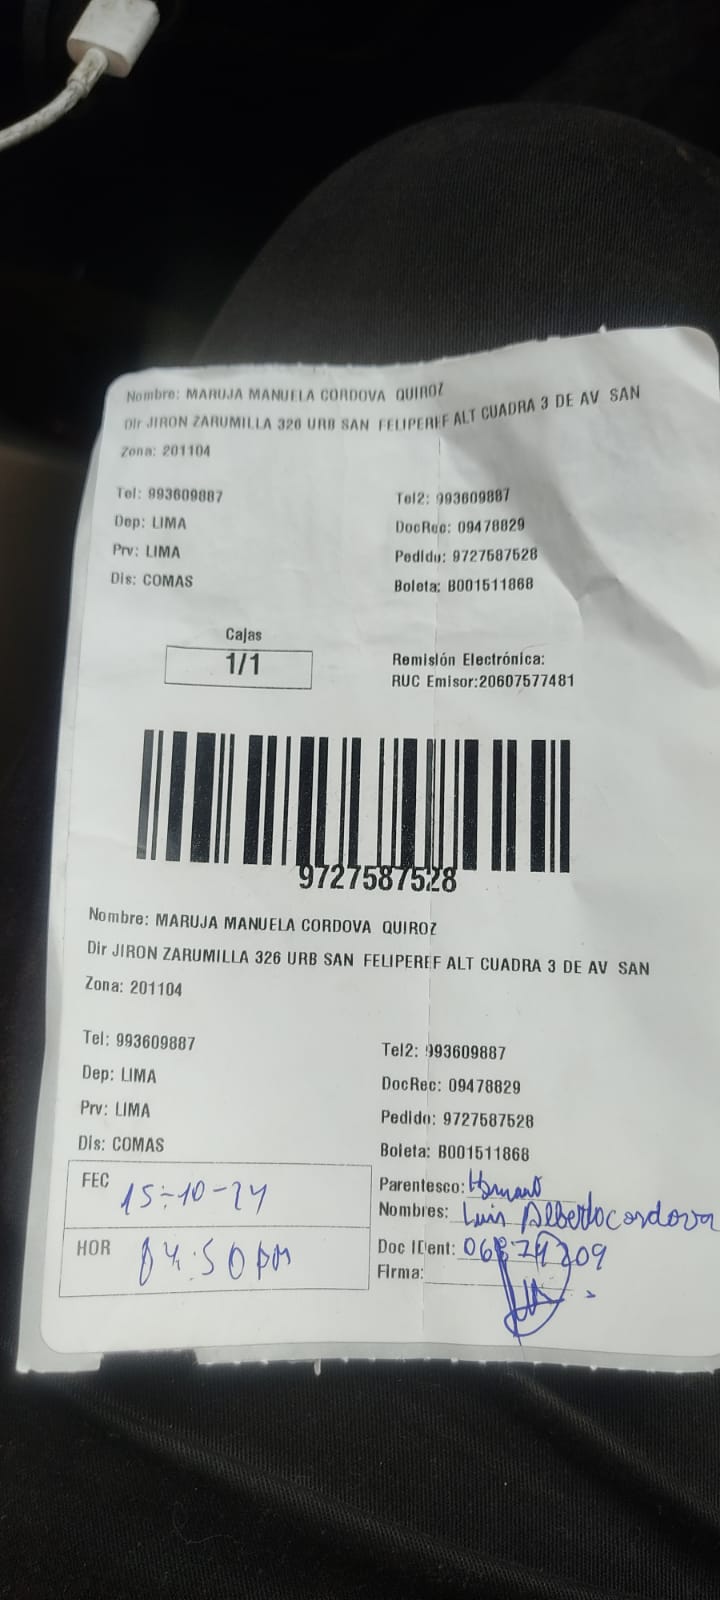 Nombre: MARUJA MANUELA CORDOVA QUIROZ
Dir JIRON ZARUMILLA 326 URB SAN FELIPEREF ALT CUADRA 3 DE AV SAN
Zona: 201104
Tel: 993609887 Tel2: 993609887
Dep: LIMA DocRec: 09478829
Prv: LIMA Pedido: 9727587528
Dis: COMAS Boleta: B001511868
Cajas
1/1
Remisión Electrónica:
RUC Emisor:20607577481
9727587528
Nombre: MARUJA MANUELA CORDOVA QUIROZ
Dir JIRON ZARUMILLA 326 URB SAN FELIPEREF ALT CUADRA 3 DE AV SAN
Zona: 201104
Tel: 993609887 Tel2: 993609887
Dep: LIMA DocRec: 09478829
Prv: LIMA Pedido: 9727587528
Dis: COMAS Boleta: B001511868
FEC 15-10-24 Parentesco:
Nombres: Luis Alberto cordova
HOR 04:50 pm Doc IDent:
Firma: